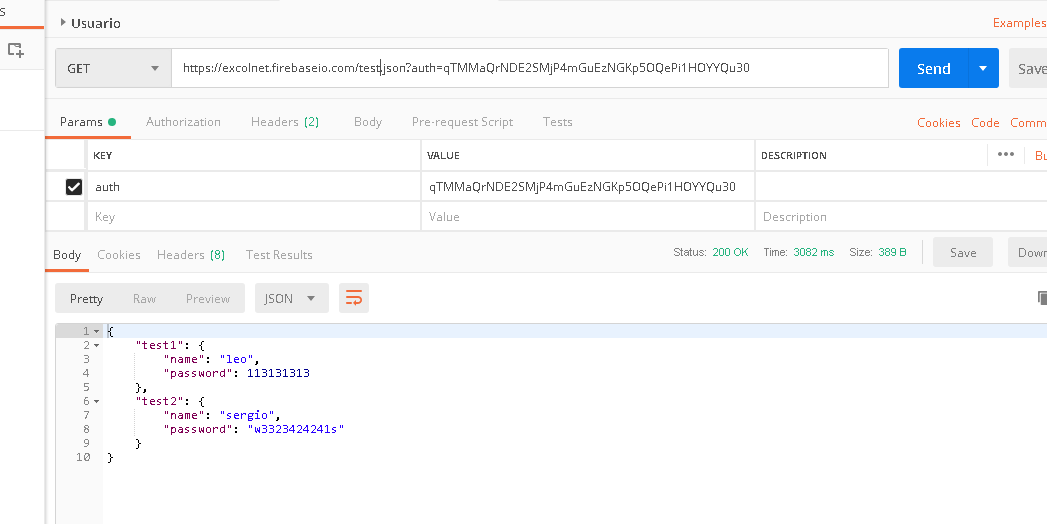 S
Usuario
Examples
GET
https://excolnet.firebaseio.com/test.json?auth=qTMMaQrNDE2SMjP4mGuEzNGKp5OQePi1HOYYQu30
Send
Save
Params
Authorization
Headers (2)
Body
Pre-request Script
Tests
Cookies
Code
Comm
KEY
VALUE
DESCRIPTION
•••
Bu
auth
qTMMaQrNDE2SMjP4mGuEzNGKp5OQePi1HOYYQu30
Key
Value
Description
Body
Cookies
Headers (8)
Test Results
Status: 200 OK
Time: 3082 ms
Size: 389 B
Save
Down
Pretty
Raw
Preview
JSON
1 {
2 "test1": {
3 "name": "leo",
4 "password": 113131313
5 },
6 "test2": {
7 "name": "sergio",
8 "password": "w3323424241s"
9 }
10 }